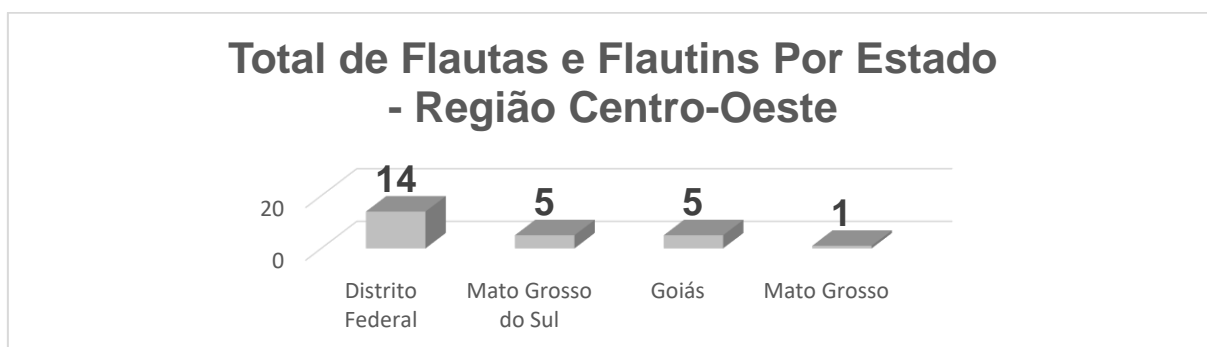 Total de Flautas e Flautins Por Estado
- Região Centro-Oeste
14
5
5
1
20
0
Distrito
Federal
Mato Grosso
do Sul
Goiás
Mato Grosso